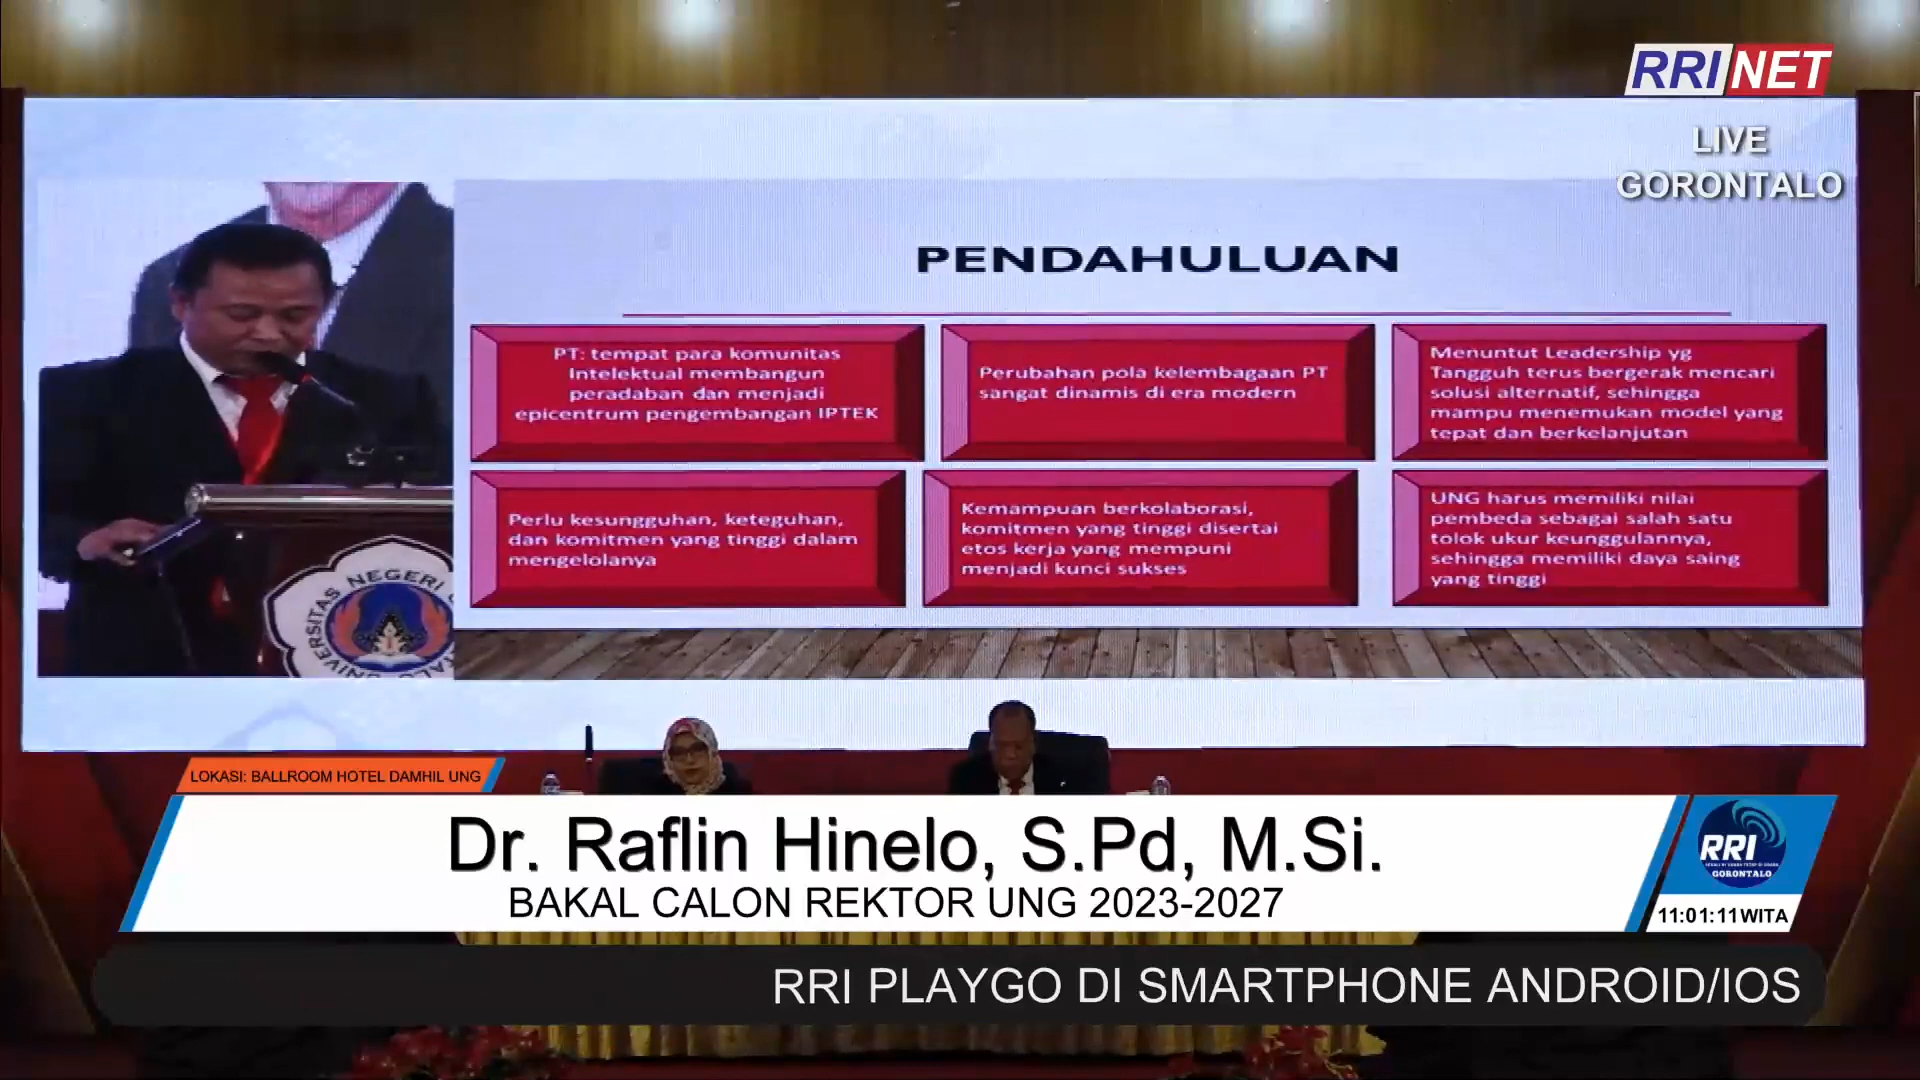 RRI NET
LIVE
GORONTALO
PENDAHULUAN
PT: tempat para komunitas
Intelektual membangun
peradaban dan menjadi
epicentrum pengembangan IPTEK
Perubahan pola kelembagaan PT
sangat dinamis di era modern
Menuntut Leadership yg
Tangguh terus bergerak mencari
solusi alternatif, sehingga
mampu menemukan model yang
tepat dan berkelanjutan
Perlu kesungguhan, keteguhan,
dan komitmen yang tinggi dalam
mengelolanya
Kemampuan berkolaborasi,
komitmen yang tinggi disertai
etos kerja yang mempuni
menjadi kunci sukses
UNG harus memiliki nilai
pembeda sebagai salah satu
tolok ukur keunggulannya,
sehingga memiliki daya saing
yang tinggi
UNIVERSITAS NEGERI
LOKASI: BALLROOM HOTEL DAMHIL UNG
Dr. Raflin Hinelo, S.Pd, M.Si.
BAKAL CALON REKTOR UNG 2023-2027
RRI
GORONTALO
11:01:11 WITA
RRI PLAYGO DI SMARTPHONE ANDROID/IOS